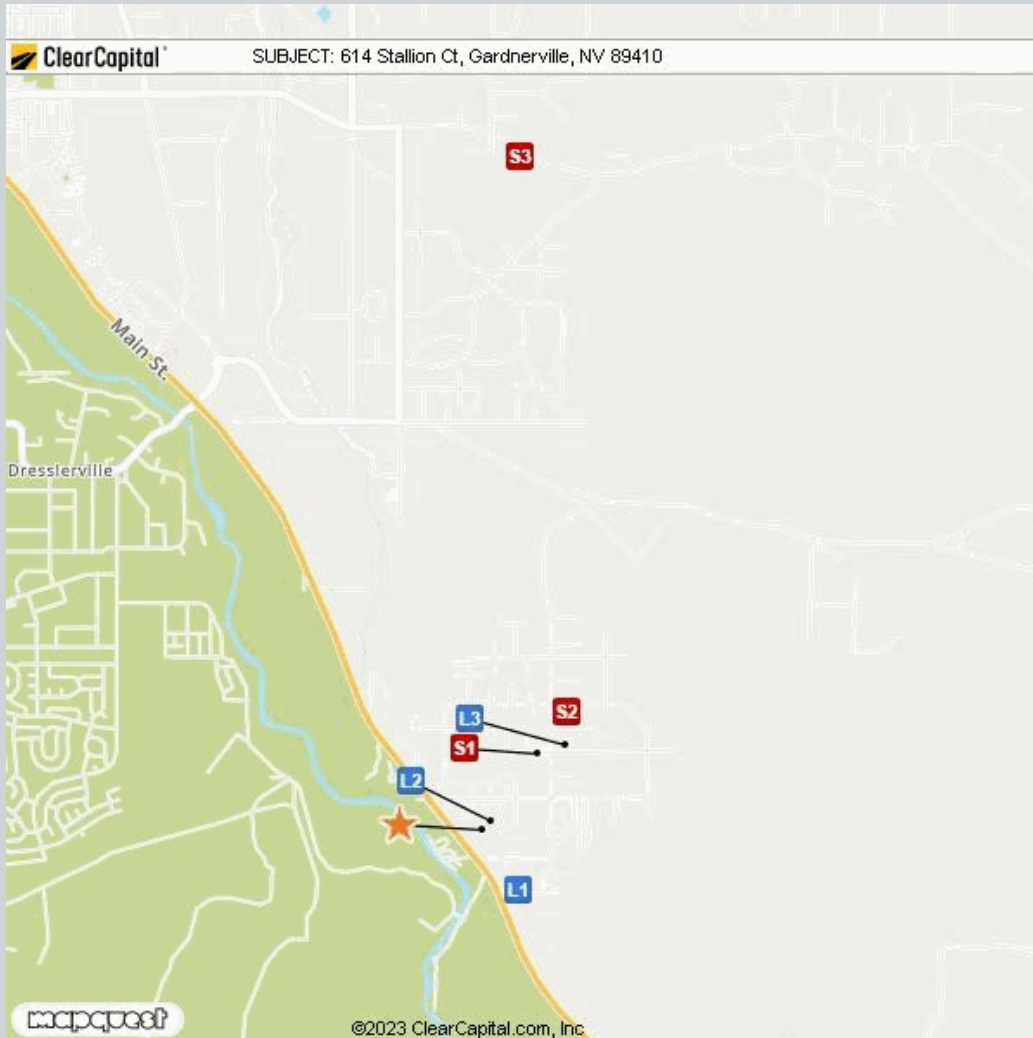 ClearCapital
SUBJECT: 614 Stallion Ct, Gardnerville, NV 89410
S3
Main St.
Dresslerville
L3
S2
S1
L2
L1
mapquest
©2023 ClearCapital.com, Inc